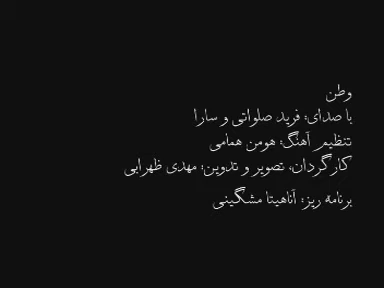 وطن
با صدای: فرید صلواتی و سارا
تنظیم آهنگ: هومن همامی
کارگردان، تصویر و تدوین: مهدی ظهرابی
برنامه ریز: آناهیتا مشگینی